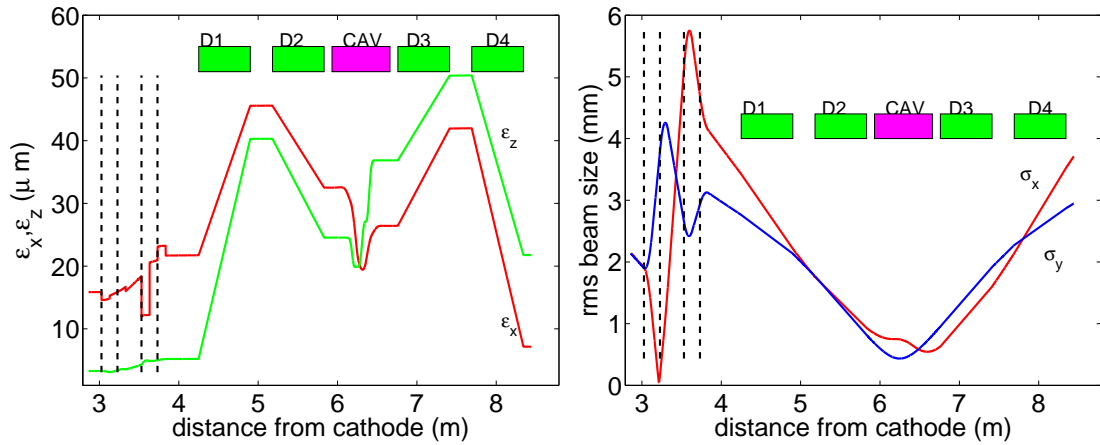 60
50
40
30
20
10
ε_x,ε_z (μ m)
D1 D2 CAV D3 D4
ε_z
ε_x
3 4 5 6 7 8
distance from cathode (m)
6
5
4
3
2
1
0
rms beam size (mm)
D1 D2 CAV D3 D4
σ_x
σ_y
3 4 5 6 7 8
distance from cathode (m)